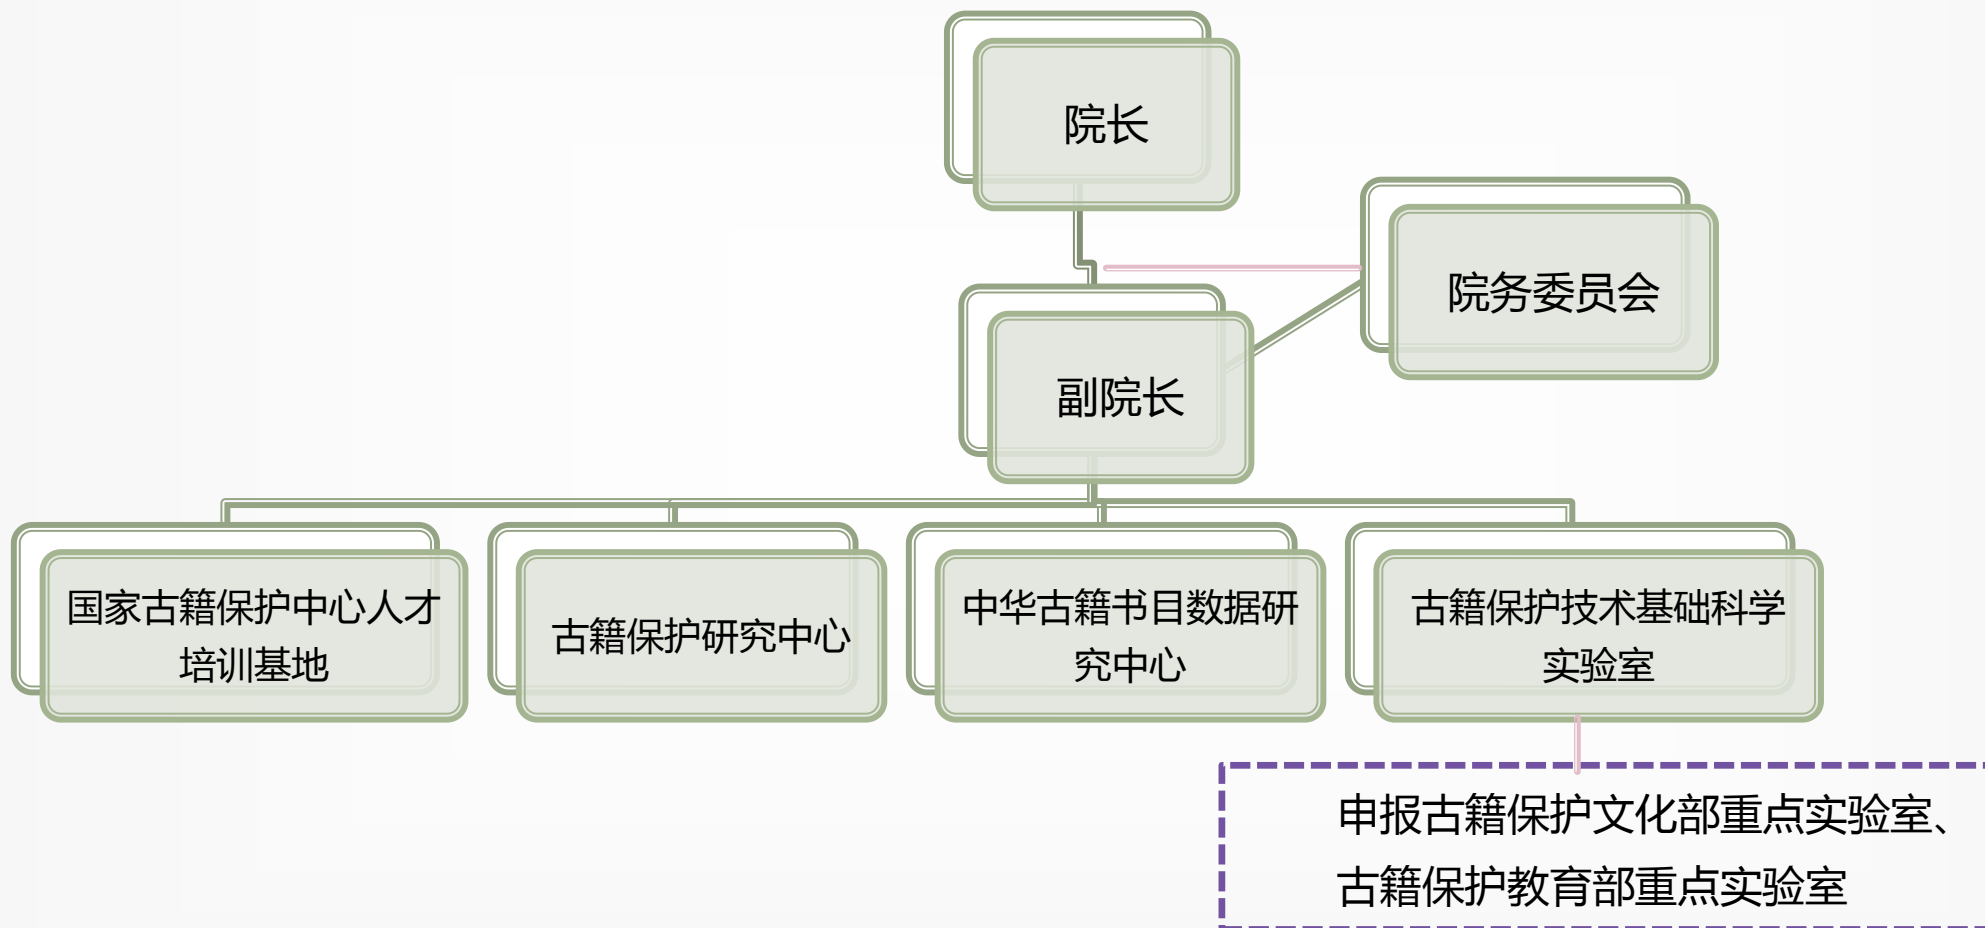 院长
院务委员会
副院长
国家古籍保护中心人才
培训基地
古籍保护研究中心
中华古籍书目数据研
究中心
古籍保护技术基础科学
实验室
申报古籍保护文化部重点实验室、
古籍保护教育部重点实验室